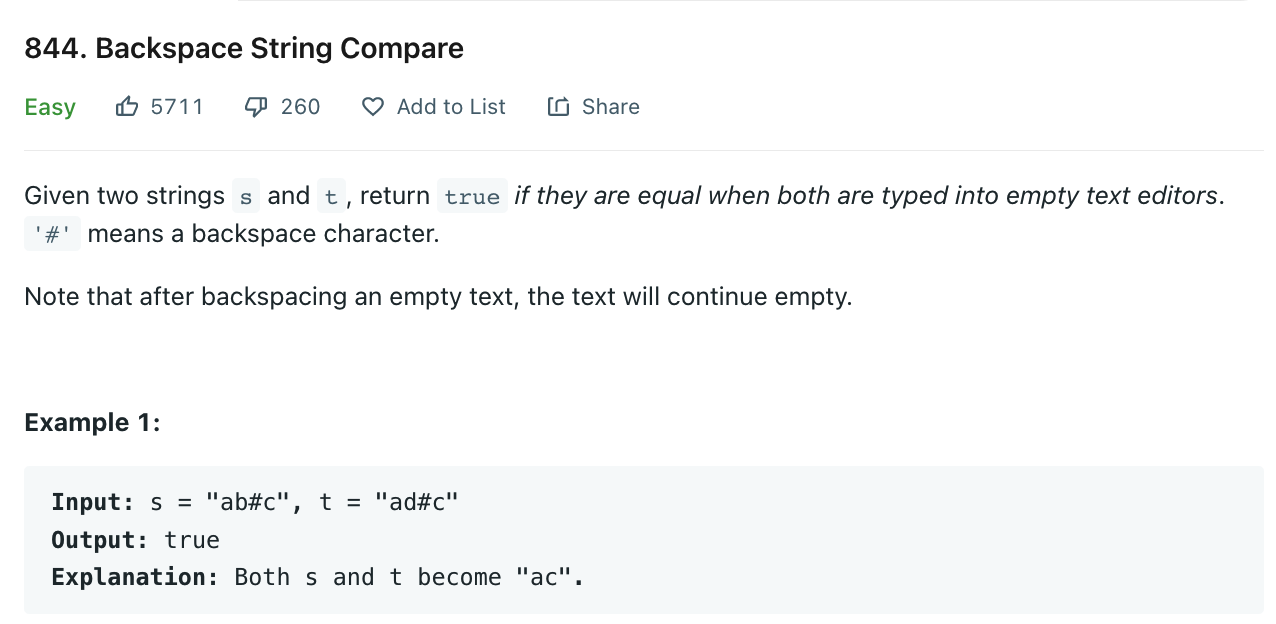 844. Backspace String Compare
Easy 5711 260 Add to List Share
Given two strings s and t, return true if they are equal when both are typed into empty text editors.
'#' means a backspace character.
Note that after backspacing an empty text, the text will continue empty.
Example 1:
Input: s = "ab#c", t = "ad#c"
Output: true
Explanation: Both s and t become "ac".